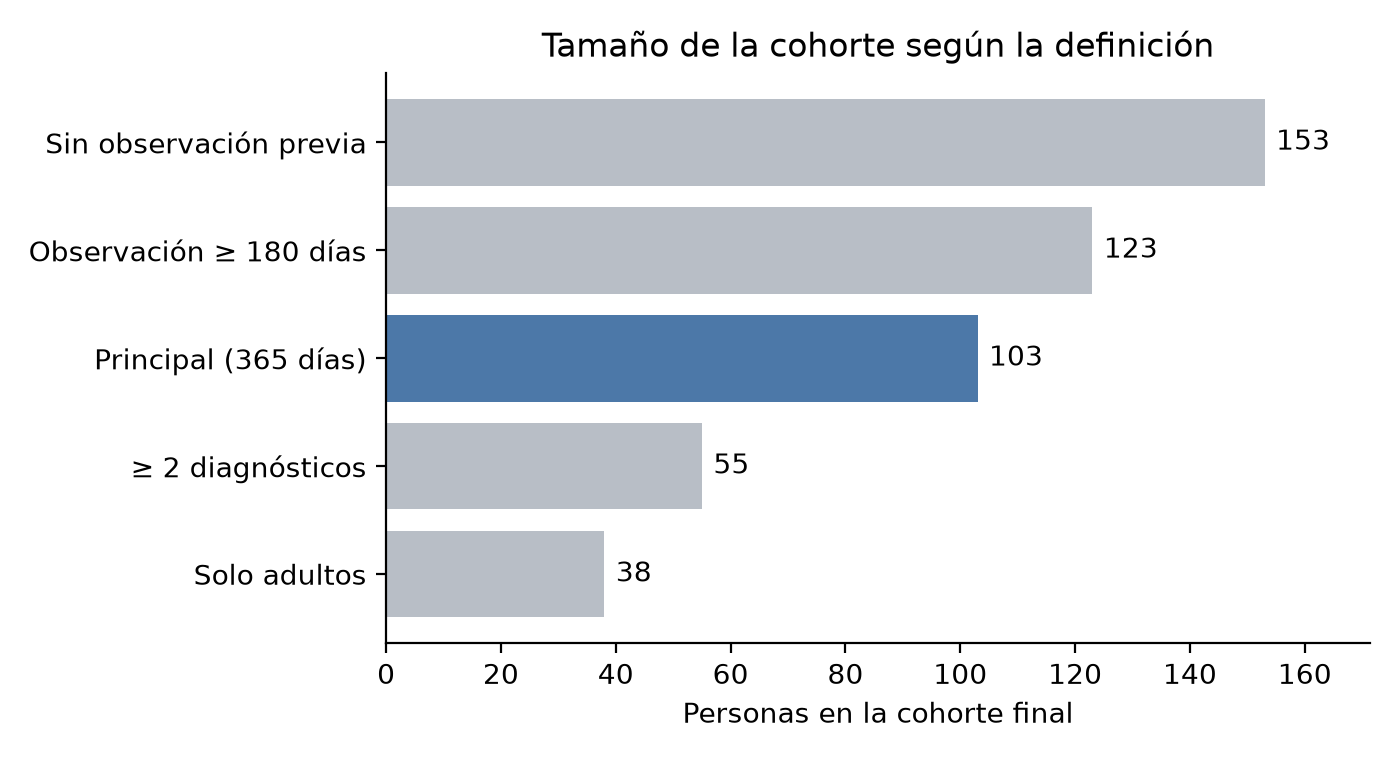 Tamaño de la cohorte según la definición
Sin observación previa
153
Observación ≥ 180 días
123
Principal (365 días)
103
≥ 2 diagnósticos
55
Solo adultos
38
0 20 40 60 80 100 120 140 160
Personas en la cohorte final